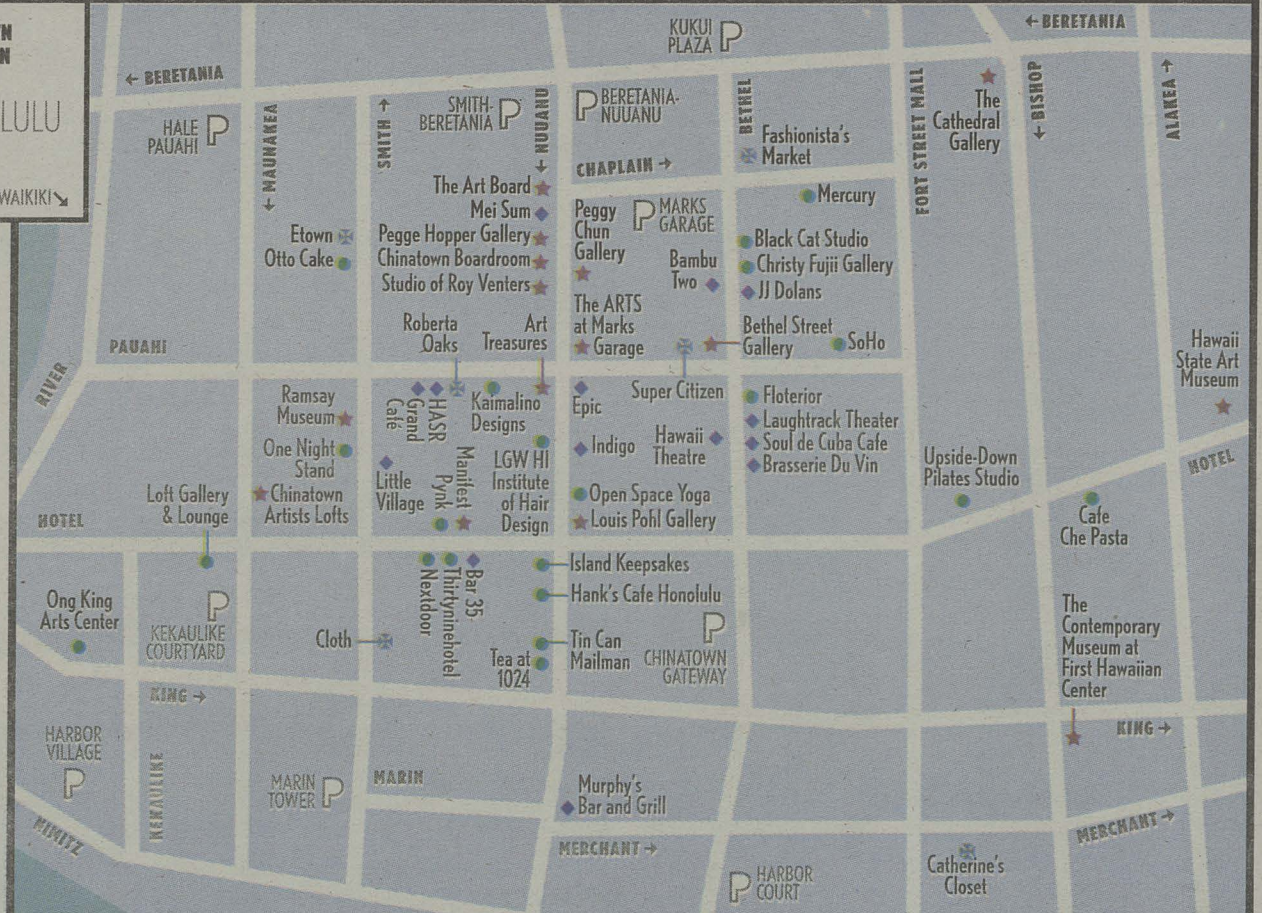 LULU
WAIKIKI↘
KUKUI
PLAZA P
← BERETANIA
← BERETANIA
HALE
PAUAHI P
← MAUNAKEA
SMITH →
SMITH-
BERETANIA P
NUUANU →
P BERETANIA-
NUUANU
BETHEL
FORT STREET MALL
The
Cathedral
Gallery
← BISHOP
ALAKEA →
Fashionista's
Market
CHAPLAIN →
The Art Board
Mei Sum
Pegge Hopper Gallery
Chinatown Boardroom
Studio of Roy Venters
Etown
Otto Cake
Peggy
Chun
Gallery
P MARKS
GARAGE
Mercury
Black Cat Studio
Christy Fujii Gallery
JJ Dolans
Bambu
Two
The ARTS
at Marks
Garage
Roberta
Oaks
Art
Treasures
Bethel Street
Gallery
SoHo
Hawaii
State Art
Museum
PAUAHI
RIVER
Ramsay
Museum
One Night
Stand
Chinatown
Artists Lofts
Grand
Café
HASR
Kaimalino
Designs
Epic
Super Citizen
Floterior
Laughtrack Theater
Soul de Cuba Cafe
Brasserie Du Vin
Indigo
Hawaii
Theatre
Little
Village
Manifest
Pynk
LGW HI
Institute
of Hair
Design
Open Space Yoga
Louis Pohl Gallery
Upside-Down
Pilates Studio
HOTEL
Loft Gallery
& Lounge
HOTEL
Cafe
Che Pasta
Island Keepsakes
Hank's Cafe Honolulu
Bar 35
Thirtyninehotel
Nextdoor
Ong King
Arts Center
P
KEKAULIKE
COURTYARD
Cloth
Tea at
1024
Tin Can
Mailman
P
CHINATOWN
GATEWAY
The
Contemporary
Museum at
First Hawaiian
Center
KING →
KING →
HARBOR
VILLAGE
P
KEKAULIKE
MARIN
TOWER P
MARIN
Murphy's
Bar and Grill
NIMITZ
MERCHANT →
MERCHANT →
P HARBOR
COURT
Catherine's
Closet